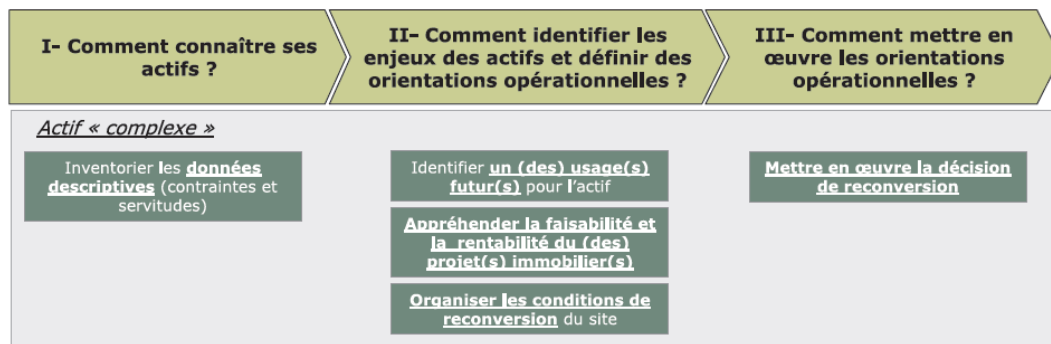 I- Comment connaître ses
actifs ?
II- Comment identifier les
enjeux des actifs et définir des
orientations opérationnelles ?
III- Comment mettre en
œuvre les orientations
opérationnelles ?
Actif « complexe »
Inventorier les données
descriptives (contraintes et
servitudes)
Identifier un (des) usage(s)
futur(s) pour l'actif
Appréhender la faisabilité et
la rentabilité du (des)
projet(s) immobilier(s)
Organiser les conditions de
reconversion du site
Mettre en œuvre la décision
de reconversion